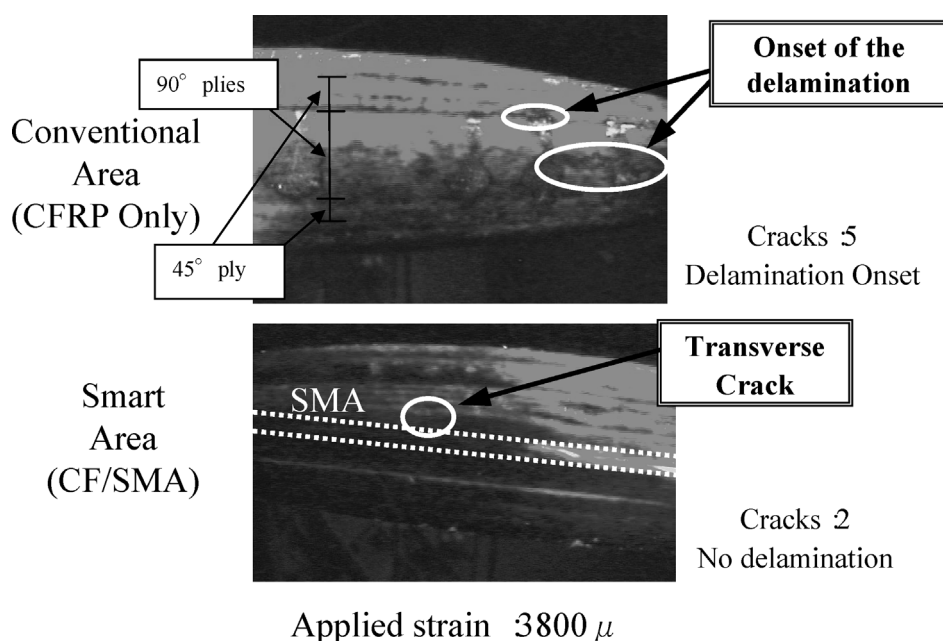 90° plies
Onset of the
delamination
Conventional
Area
(CFRP Only)
45° ply
Cracks :5
Delamination Onset
Transverse
Crack
SMA
Smart
Area
(CF/SMA)
Cracks :2
No delamination
Applied strain :3800 μ